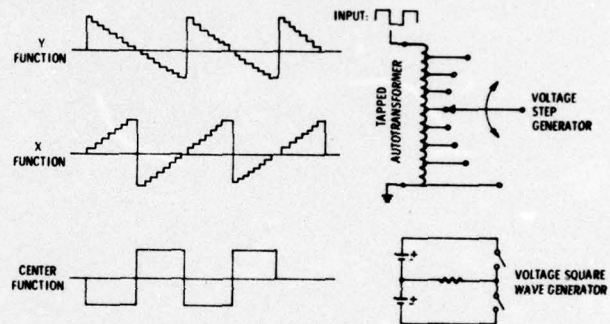 Y
FUNCTION
X
FUNCTION
CENTER
FUNCTION
INPUT:
TAPPED
AUTOTRANSFORMER
VOLTAGE
STEP
GENERATOR
+
+
VOLTAGE SQUARE
WAVE GENERATOR